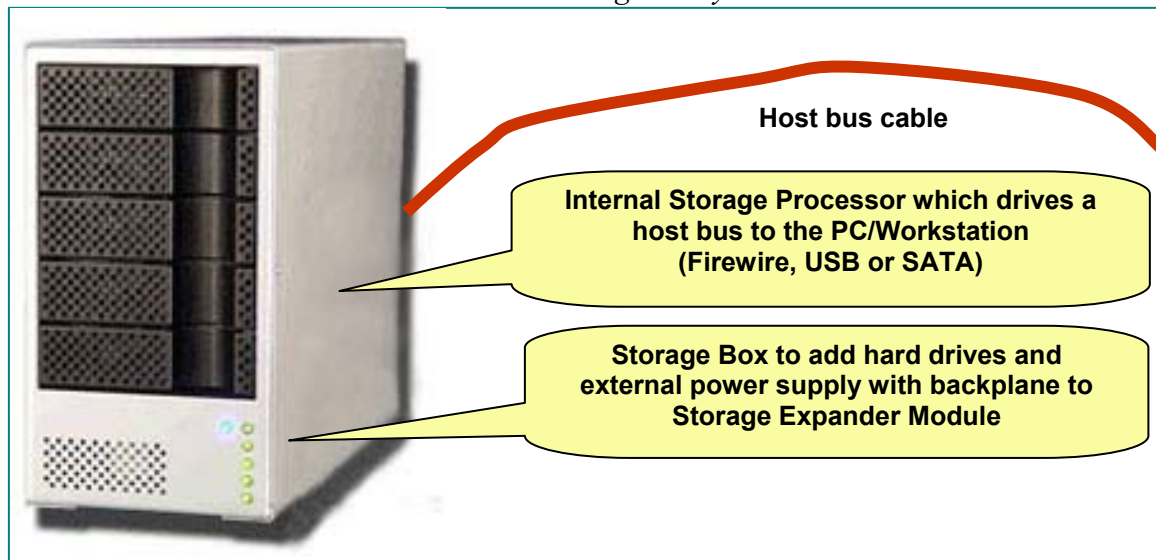 Host bus cable
Internal Storage Processor which drives a
host bus to the PC/Workstation
(Firewire, USB or SATA)
Storage Box to add hard drives and
external power supply with backplane to
Storage Expander Module